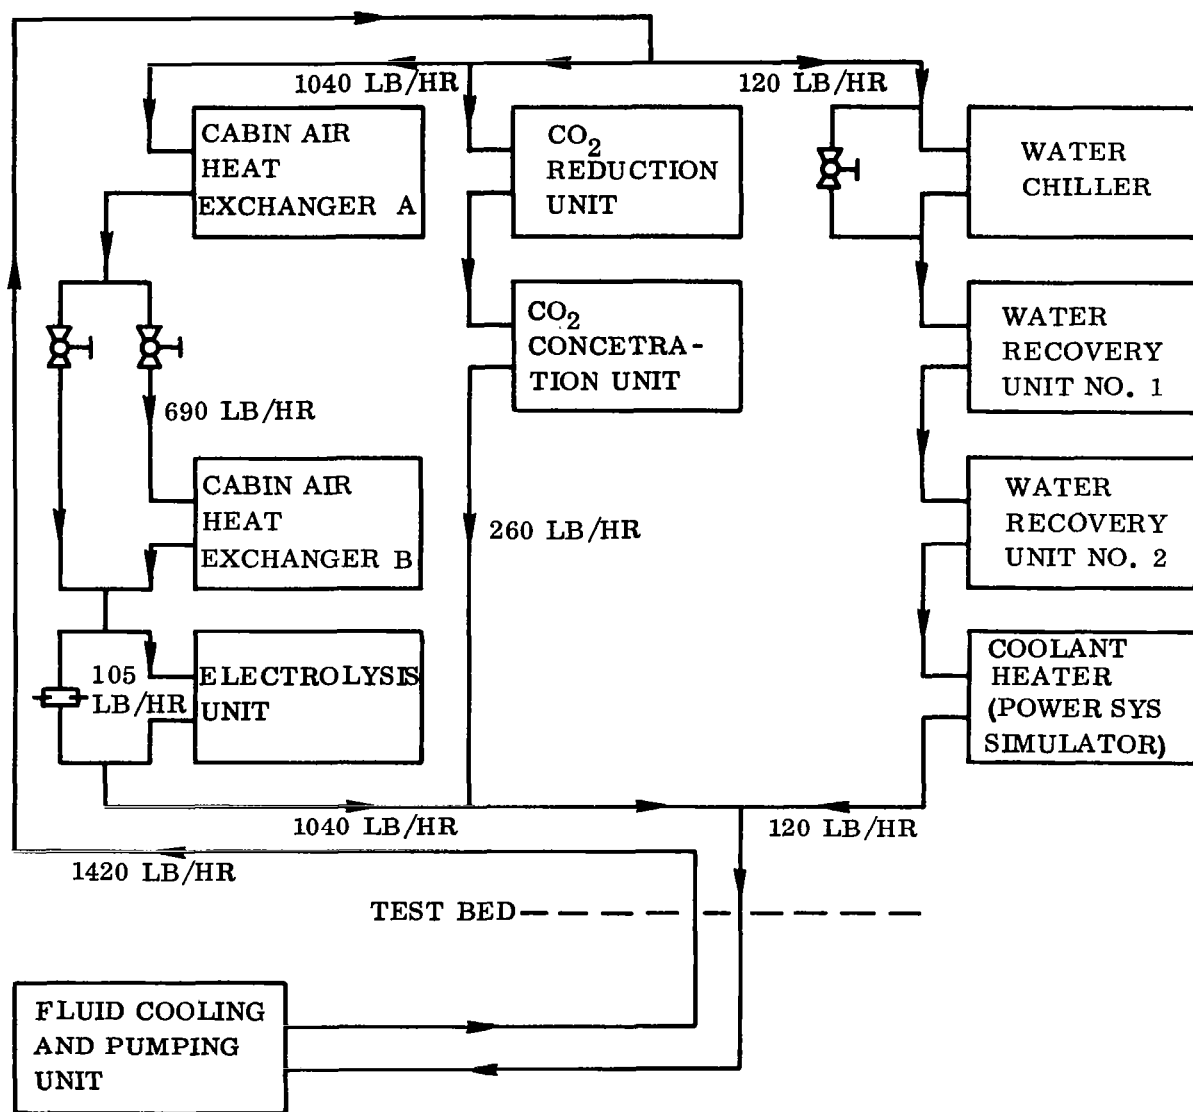 1040 LB/HR
120 LB/HR
CABIN AIR
HEAT
EXCHANGER A
CO2
REDUCTION
UNIT
WATER
CHILLER
CO2
CONCETRA-
TION UNIT
WATER
RECOVERY
UNIT NO. 1
690 LB/HR
CABIN AIR
HEAT
EXCHANGER B
260 LB/HR
WATER
RECOVERY
UNIT NO. 2
105
LB/HR
ELECTROLYSIS
UNIT
COOLANT
HEATER
(POWER SYS
SIMULATOR)
1040 LB/HR
120 LB/HR
1420 LB/HR
TEST BED
FLUID COOLING
AND PUMPING
UNIT